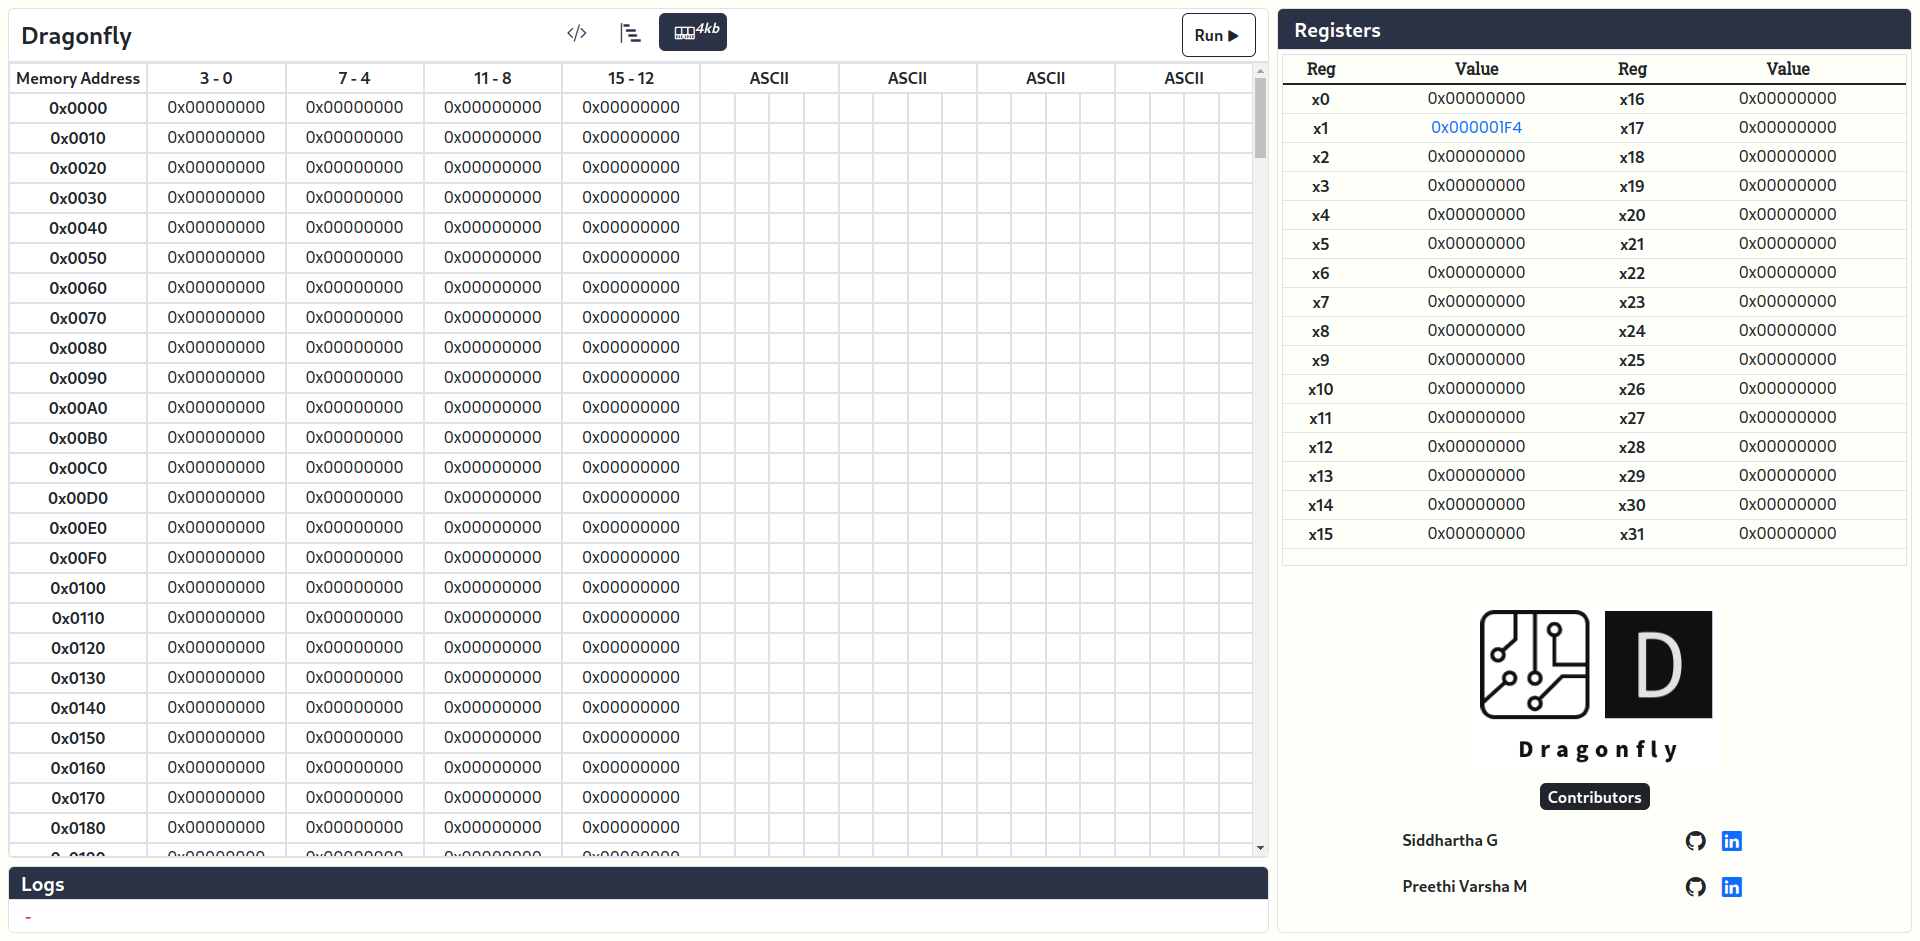 Dragonfly </> 4kb Run
Memory Address 3 - 0 7 - 4 11 - 8 15 - 12 ASCII ASCII ASCII ASCII
0x0000 0x00000000 0x00000000 0x00000000 0x00000000
0x0010 0x00000000 0x00000000 0x00000000 0x00000000
0x0020 0x00000000 0x00000000 0x00000000 0x00000000
0x0030 0x00000000 0x00000000 0x00000000 0x00000000
0x0040 0x00000000 0x00000000 0x00000000 0x00000000
0x0050 0x00000000 0x00000000 0x00000000 0x00000000
0x0060 0x00000000 0x00000000 0x00000000 0x00000000
0x0070 0x00000000 0x00000000 0x00000000 0x00000000
0x0080 0x00000000 0x00000000 0x00000000 0x00000000
0x0090 0x00000000 0x00000000 0x00000000 0x00000000
0x00A0 0x00000000 0x00000000 0x00000000 0x00000000
0x00B0 0x00000000 0x00000000 0x00000000 0x00000000
0x00C0 0x00000000 0x00000000 0x00000000 0x00000000
0x00D0 0x00000000 0x00000000 0x00000000 0x00000000
0x00E0 0x00000000 0x00000000 0x00000000 0x00000000
0x00F0 0x00000000 0x00000000 0x00000000 0x00000000
0x0100 0x00000000 0x00000000 0x00000000 0x00000000
0x0110 0x00000000 0x00000000 0x00000000 0x00000000
0x0120 0x00000000 0x00000000 0x00000000 0x00000000
0x0130 0x00000000 0x00000000 0x00000000 0x00000000
0x0140 0x00000000 0x00000000 0x00000000 0x00000000
0x0150 0x00000000 0x00000000 0x00000000 0x00000000
0x0160 0x00000000 0x00000000 0x00000000 0x00000000
0x0170 0x00000000 0x00000000 0x00000000 0x00000000
0x0180 0x00000000 0x00000000 0x00000000 0x00000000
Logs
-
Registers
Reg Value Reg Value
x0 0x00000000 x16 0x00000000
x1 0x000001F4 x17 0x00000000
x2 0x00000000 x18 0x00000000
x3 0x00000000 x19 0x00000000
x4 0x00000000 x20 0x00000000
x5 0x00000000 x21 0x00000000
x6 0x00000000 x22 0x00000000
x7 0x00000000 x23 0x00000000
x8 0x00000000 x24 0x00000000
x9 0x00000000 x25 0x00000000
x10 0x00000000 x26 0x00000000
x11 0x00000000 x27 0x00000000
x12 0x00000000 x28 0x00000000
x13 0x00000000 x29 0x00000000
x14 0x00000000 x30 0x00000000
x15 0x00000000 x31 0x00000000
D
Dragonfly
Contributors
Siddhartha G in
Preethi Varsha M in